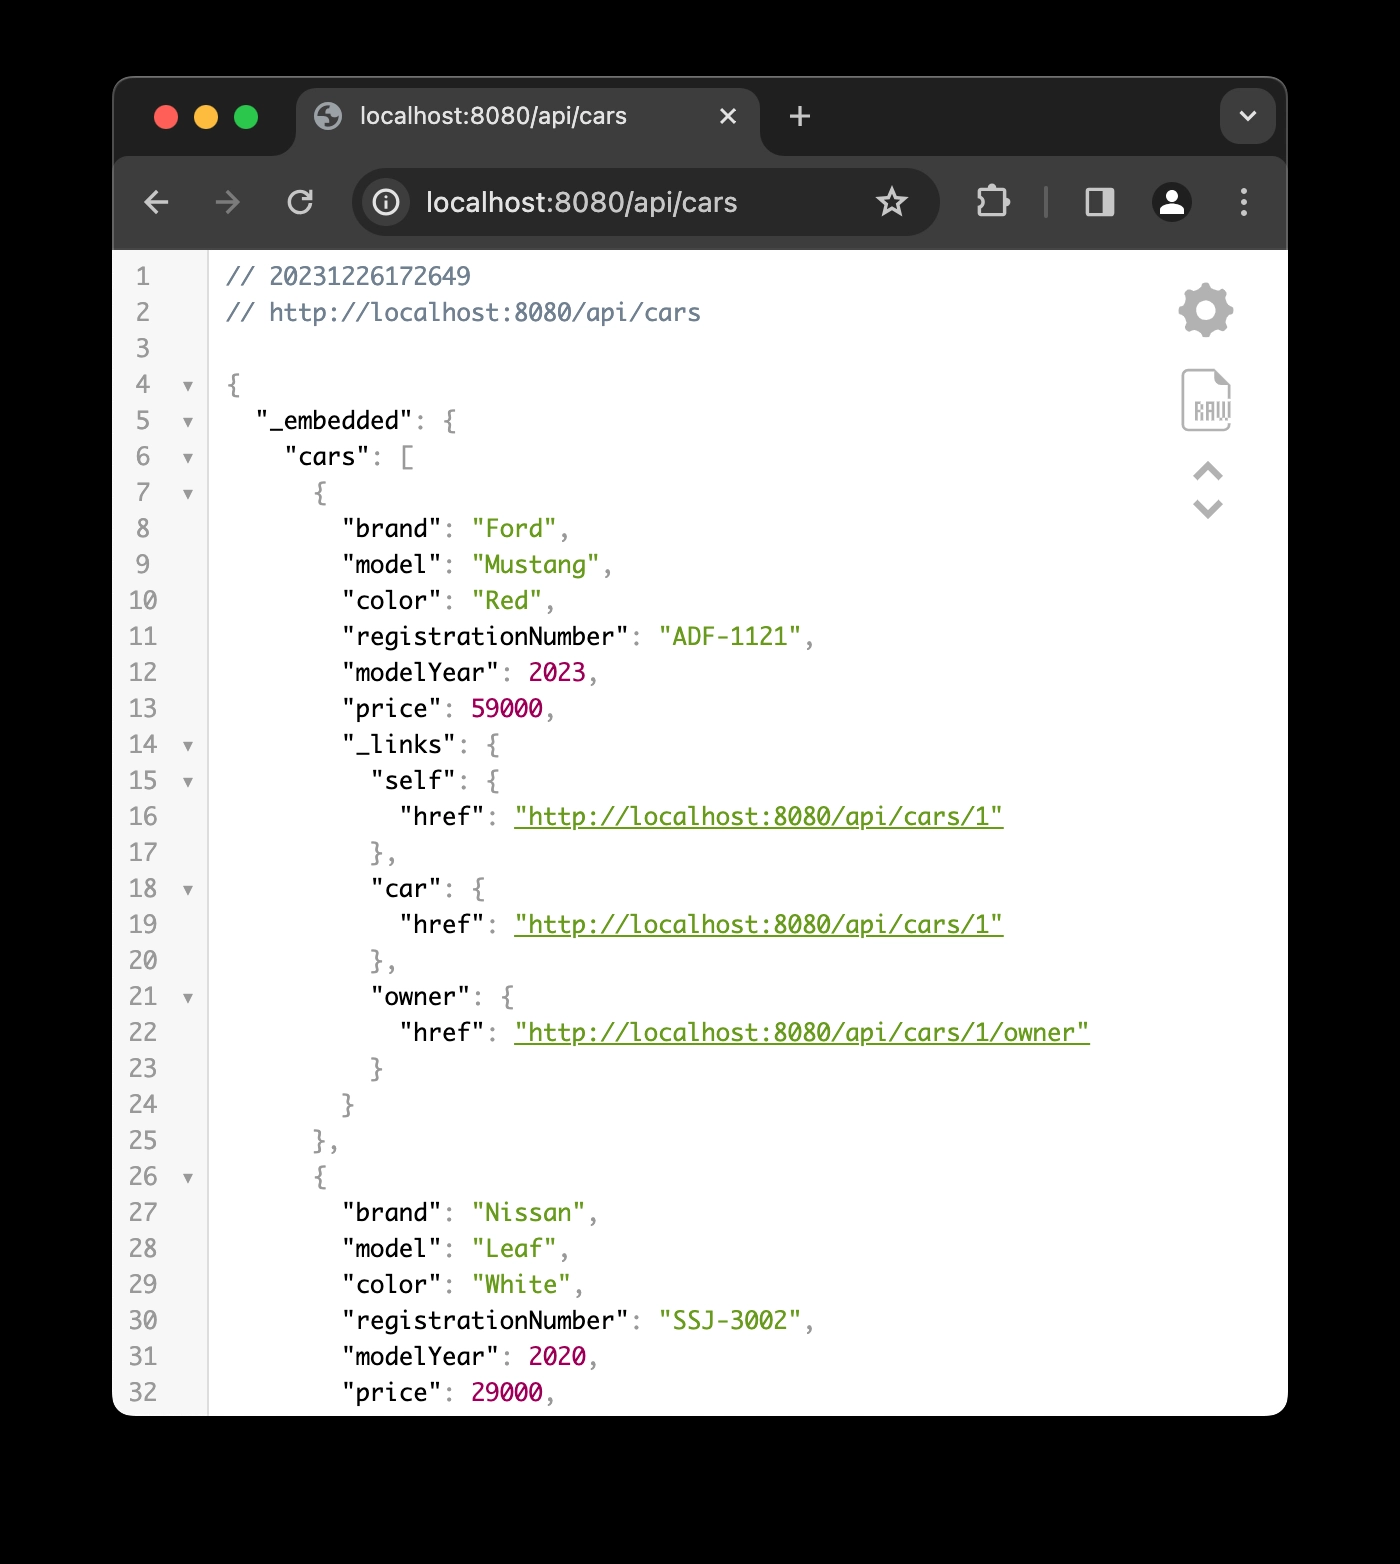 localhost:8080/api/cars
localhost:8080/api/cars
1 // 20231226172649
2 // http://localhost:8080/api/cars
3
4 {
5 "_embedded": {
6 "cars": [
7 {
8 "brand": "Ford",
9 "model": "Mustang",
10 "color": "Red",
11 "registrationNumber": "ADF-1121",
12 "modelYear": 2023,
13 "price": 59000,
14 "_links": {
15 "self": {
16 "href": "http://localhost:8080/api/cars/1"
17 },
18 "car": {
19 "href": "http://localhost:8080/api/cars/1"
20 },
21 "owner": {
22 "href": "http://localhost:8080/api/cars/1/owner"
23 }
24 }
25 },
26 {
27 "brand": "Nissan",
28 "model": "Leaf",
29 "color": "White",
30 "registrationNumber": "SSJ-3002",
31 "modelYear": 2020,
32 "price": 29000,
RAW